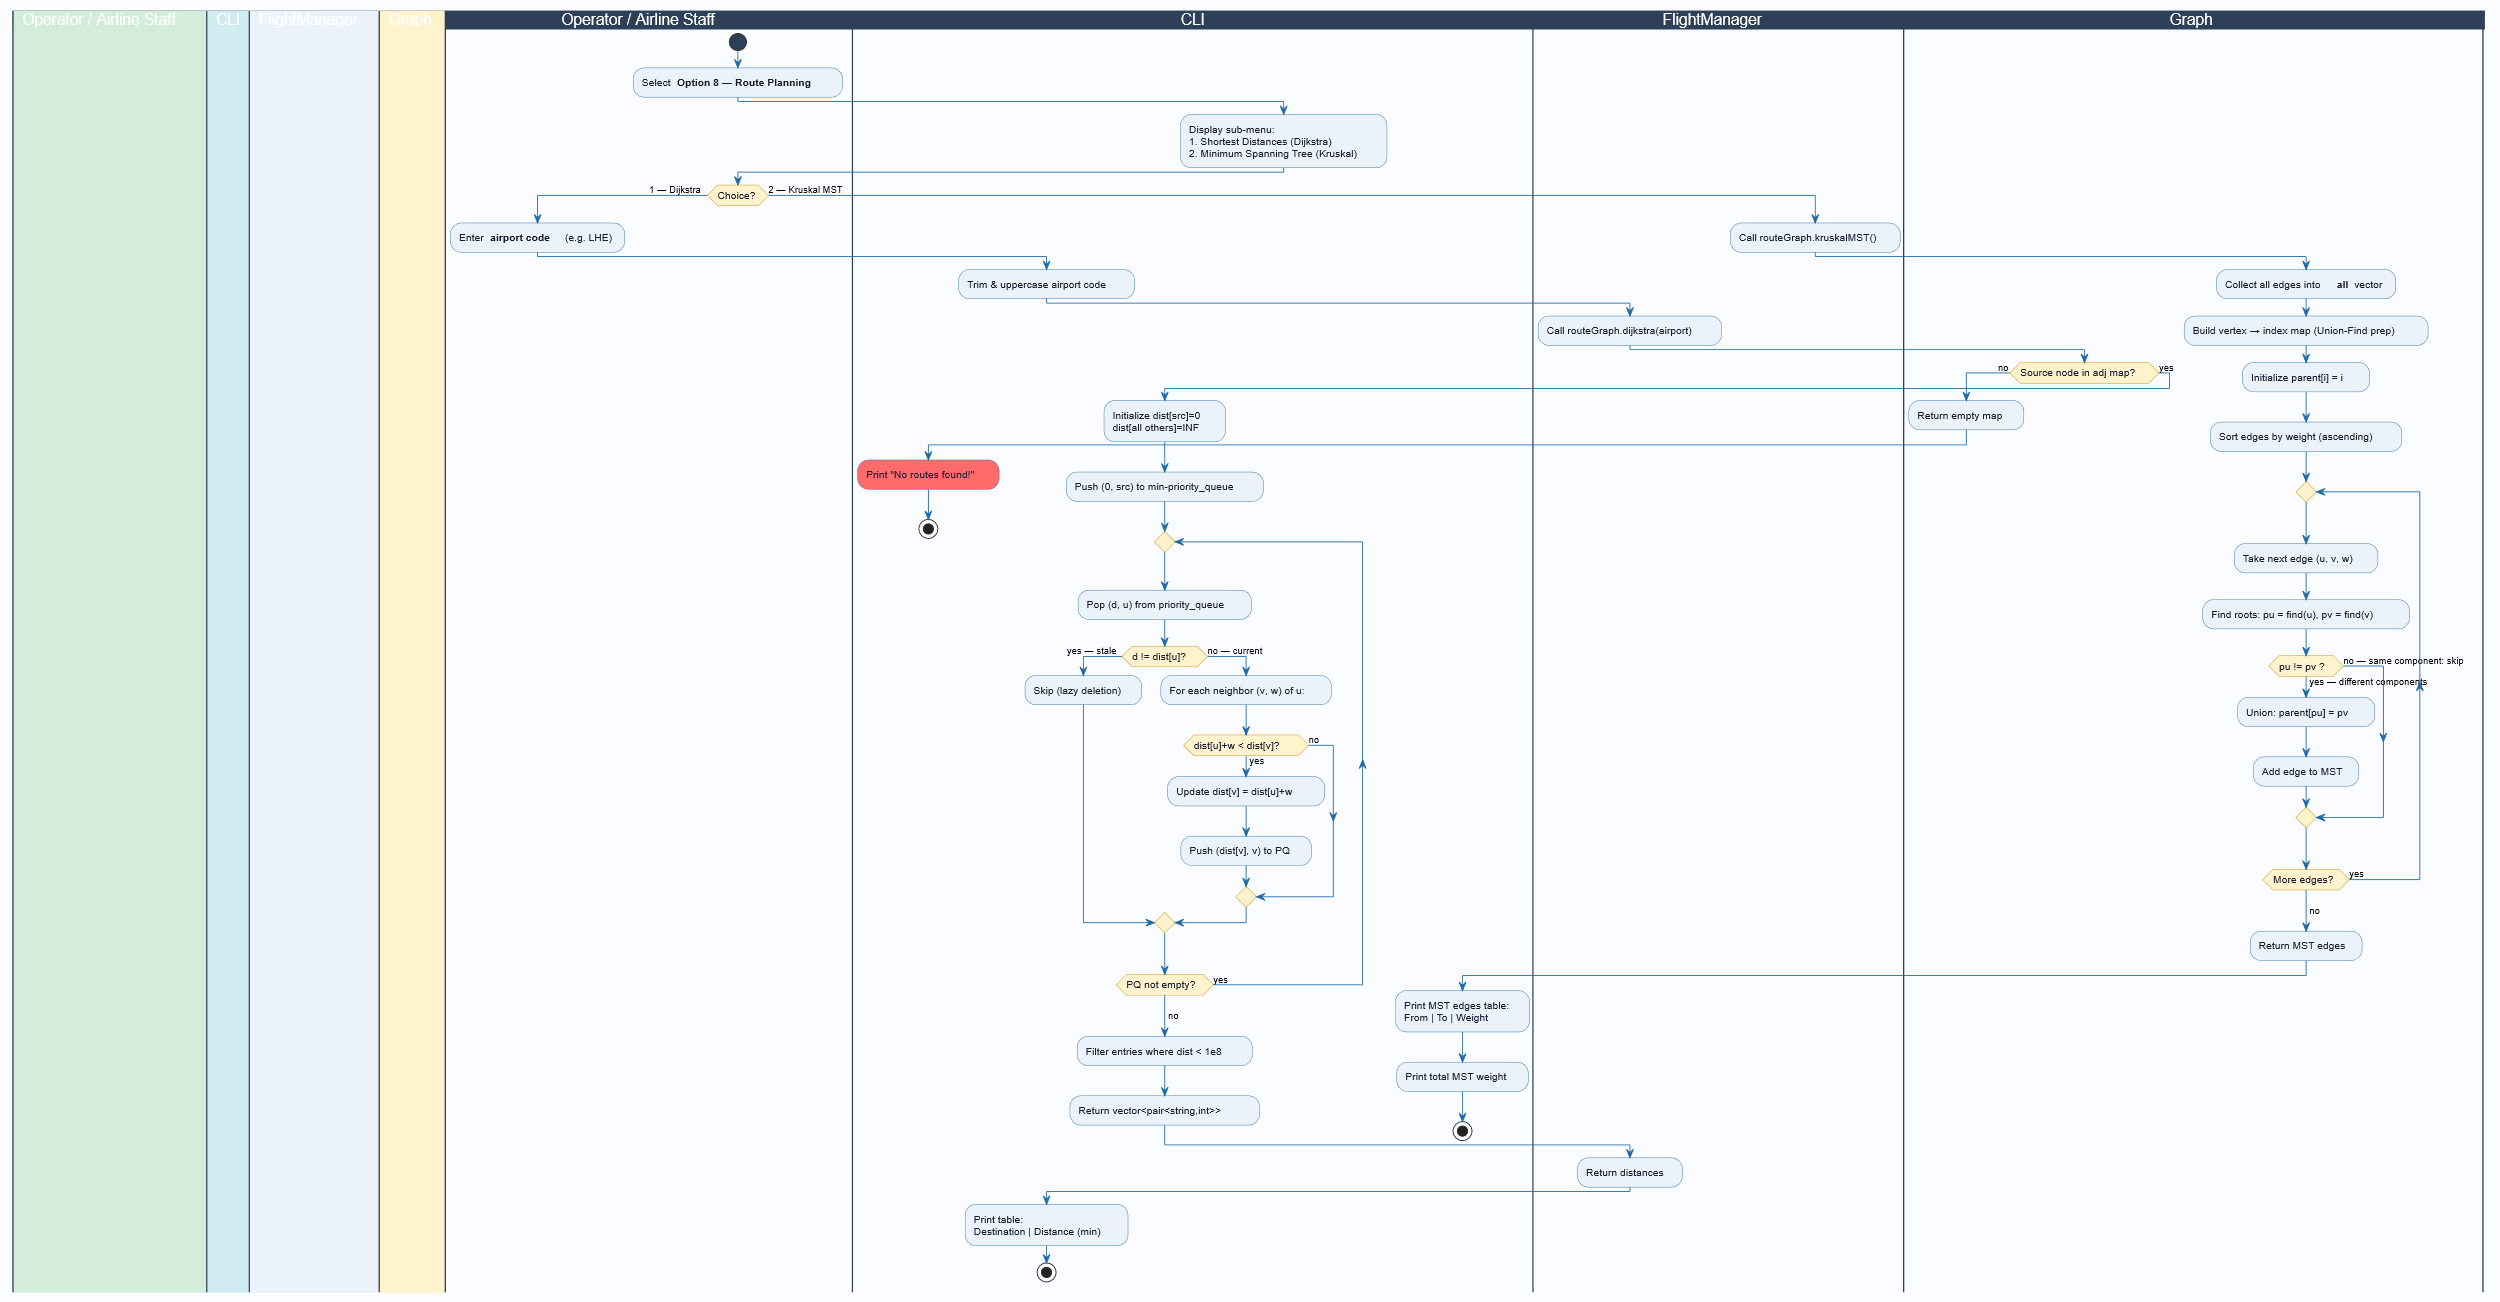 Operator / Airline Staff
CLI
FlightManager
Graph
Operator / Airline Staff
CLI
FlightManager
Graph
Select Option 8 — Route Planning
Display sub-menu:
1. Shortest Distances (Dijkstra)
2. Minimum Spanning Tree (Kruskal)
1 — Dijkstra
Choice?
2 — Kruskal MST
Enter airport code (e.g. LHE)
Call routeGraph.kruskalMST()
Trim & uppercase airport code
Collect all edges into all vector
Call routeGraph.dijkstra(airport)
Build vertex → index map (Union-Find prep)
no
Source node in adj map?
yes
Initialize parent[i] = i
Initialize dist[src]=0
dist[all others]=INF
Return empty map
Sort edges by weight (ascending)
Print "No routes found!"
Push (0, src) to min-priority_queue
Take next edge (u, v, w)
Pop (d, u) from priority_queue
Find roots: pu = find(u), pv = find(v)
yes — stale
d != dist[u]?
no — current
pu != pv ?
no — same component: skip
yes — different components
Skip (lazy deletion)
For each neighbor (v, w) of u:
Union: parent[pu] = pv
dist[u]+w < dist[v]?
no
yes
Add edge to MST
Update dist[v] = dist[u]+w
Push (dist[v], v) to PQ
More edges?
yes
no
Return MST edges
PQ not empty?
yes
no
Print MST edges table:
From | To | Weight
Filter entries where dist < 1e8
Print total MST weight
Return vector<pair<string,int>>
Return distances
Print table:
Destination | Distance (min)